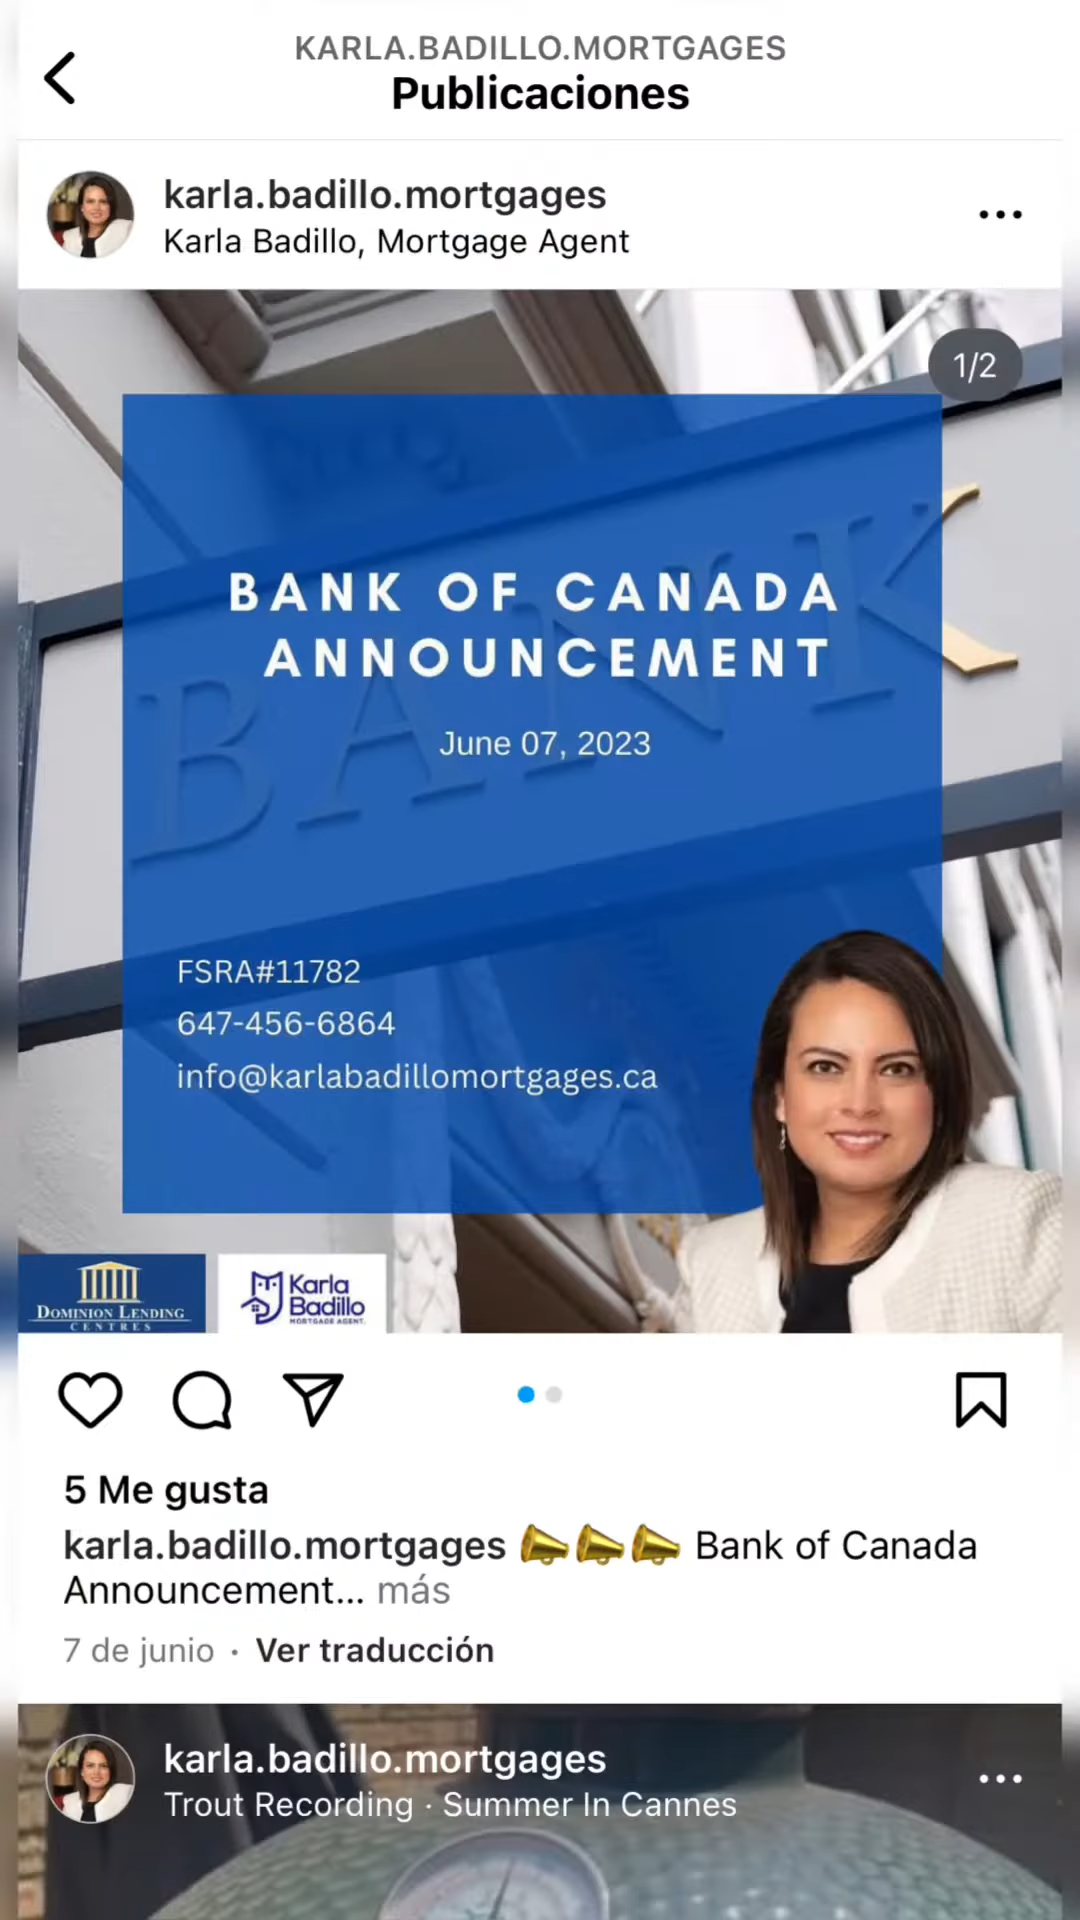 KARLA.BADILLO.MORTGAGES
Publicaciones
karla.badillo.mortgages
Karla Badillo, Mortgage Agent
1/2
BANK
BANK OF CANADA
ANNOUNCEMENT
June 07, 2023
FSRA#11782
647-456-6864
info@karlabadillomortgages.ca
DOMINION LENDING
CENTRES
Karla
Badillo
MORTGAGE AGENT.
5 Me gusta
karla.badillo.mortgages 📣📣📣 Bank of Canada
Announcement... más
7 de junio · Ver traducción
karla.badillo.mortgages
Trout Recording · Summer In Cannes